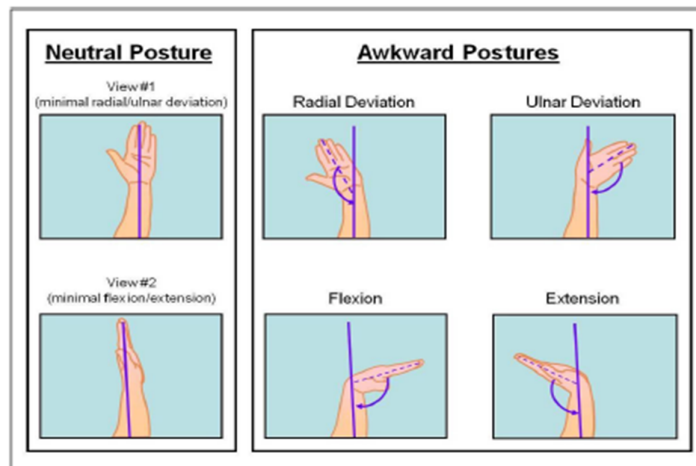 Neutral Posture
View #1
(minimal radial/ulnar deviation)
View #2
(minimal flexion/extension)
Awkward Postures
Radial Deviation
Ulnar Deviation
Flexion
Extension